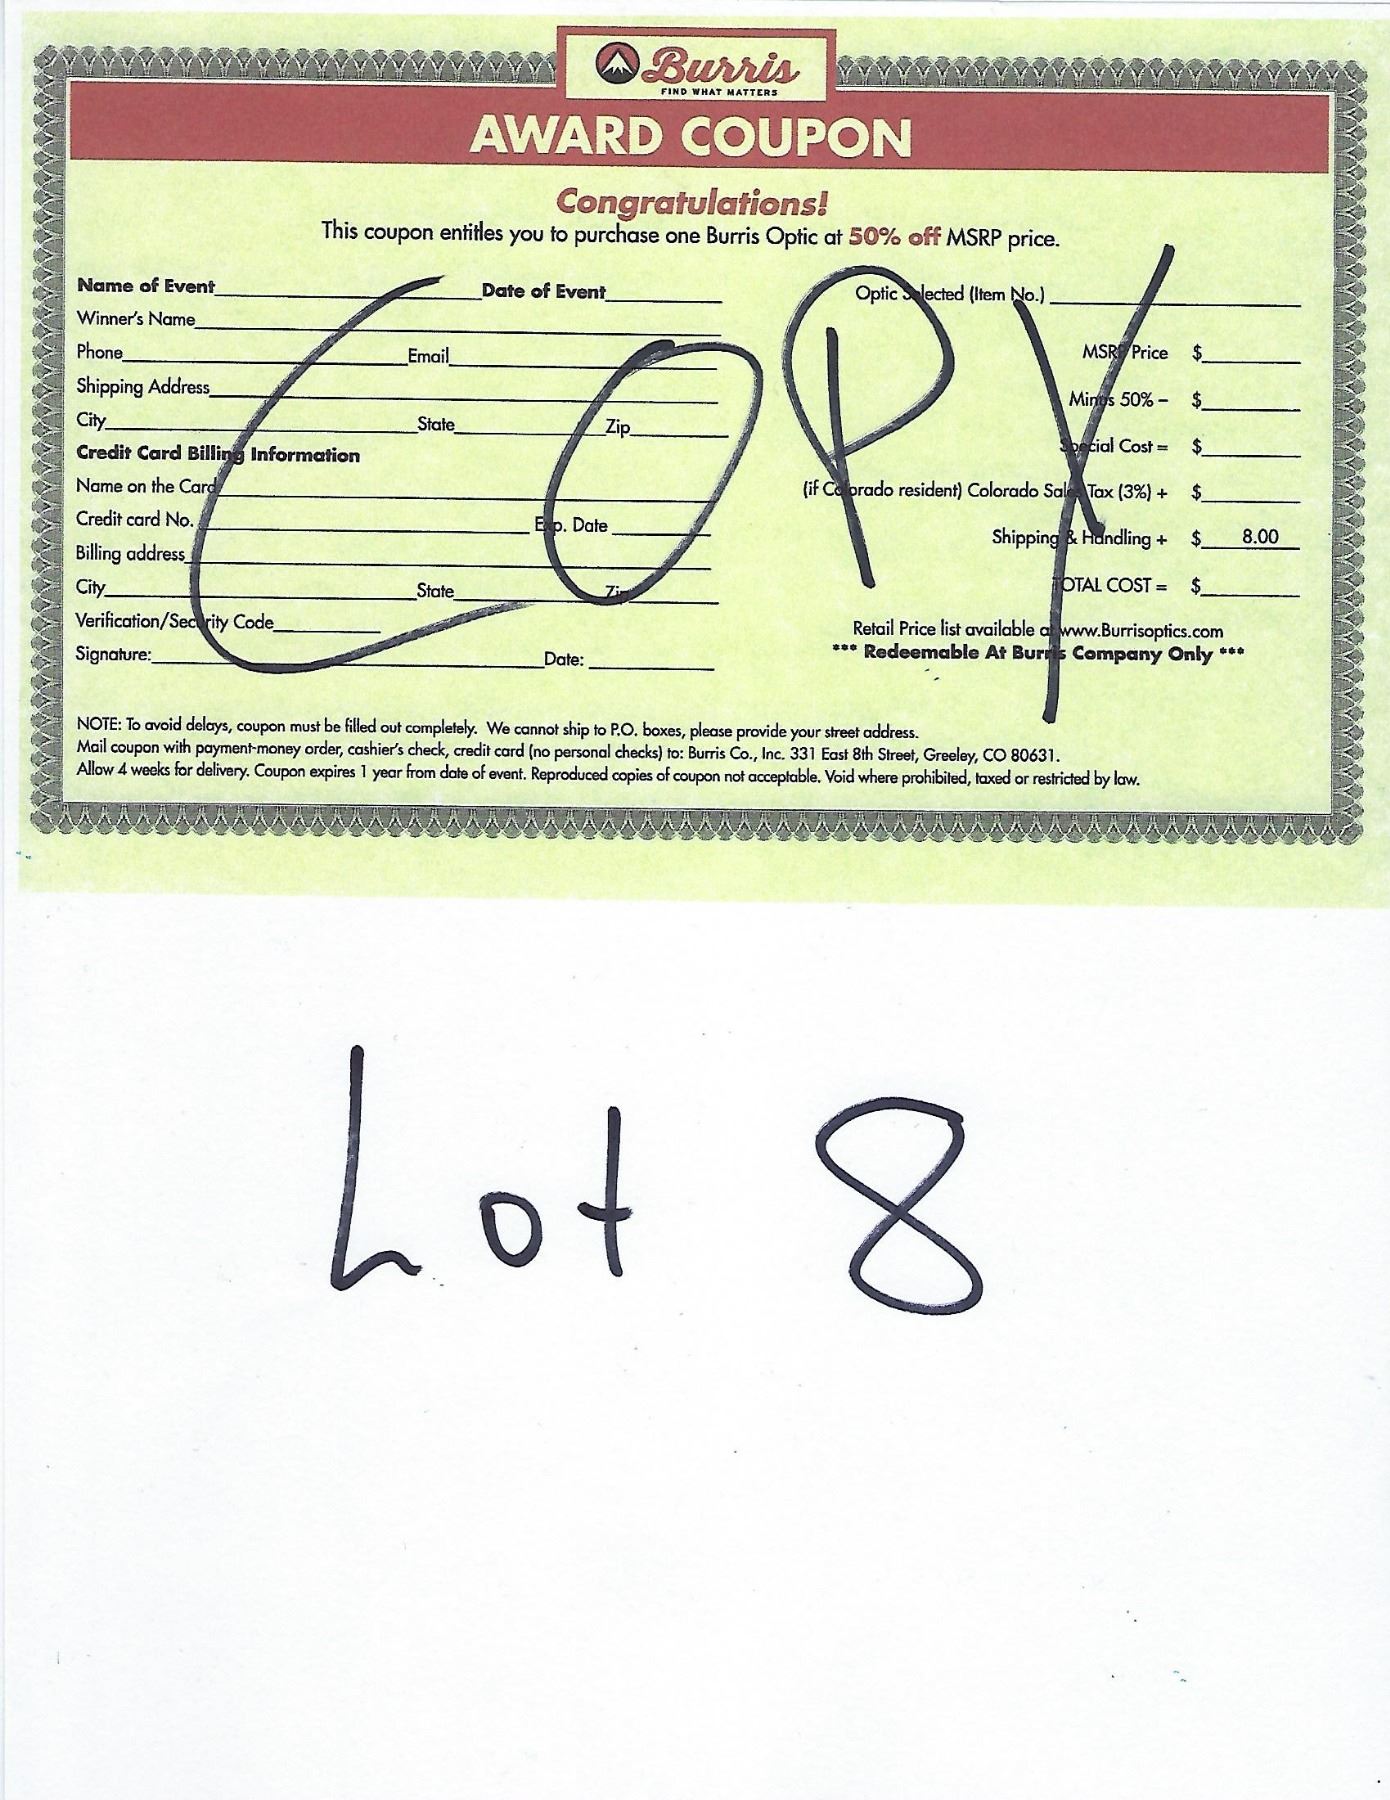 Burris
FIND WHAT MATTERS
AWARD COUPON
Congratulations!
This coupon entitles you to purchase one Burris Optic at 50% off MSRP price.
Name of Event Date of Event
Winner's Name
Phone Email
Shipping Address
City State Zip
Credit Card Billing Information
Name on the Card
Credit card No. Exp. Date
Billing address
City State Zip
Verification/Security Code
Signature: Date:
Optic Selected (Item No.)
MSRP Price $
Minus 50% – $
Special Cost = $
(if Colorado resident) Colorado Sales Tax (3%) + $
Shipping & Handling + $ 8.00
TOTAL COST = $
Retail Price list available at www.Burrisoptics.com
*** Redeemable At Burris Company Only ***
COPY
NOTE: To avoid delays, coupon must be filled out completely. We cannot ship to P.O. boxes, please provide your street address.
Mail coupon with payment-money order, cashier's check, credit card (no personal checks) to: Burris Co., Inc. 331 East 8th Street, Greeley, CO 80631.
Allow 4 weeks for delivery. Coupon expires 1 year from date of event. Reproduced copies of coupon not acceptable. Void where prohibited, taxed or restricted by law.
Lot 8